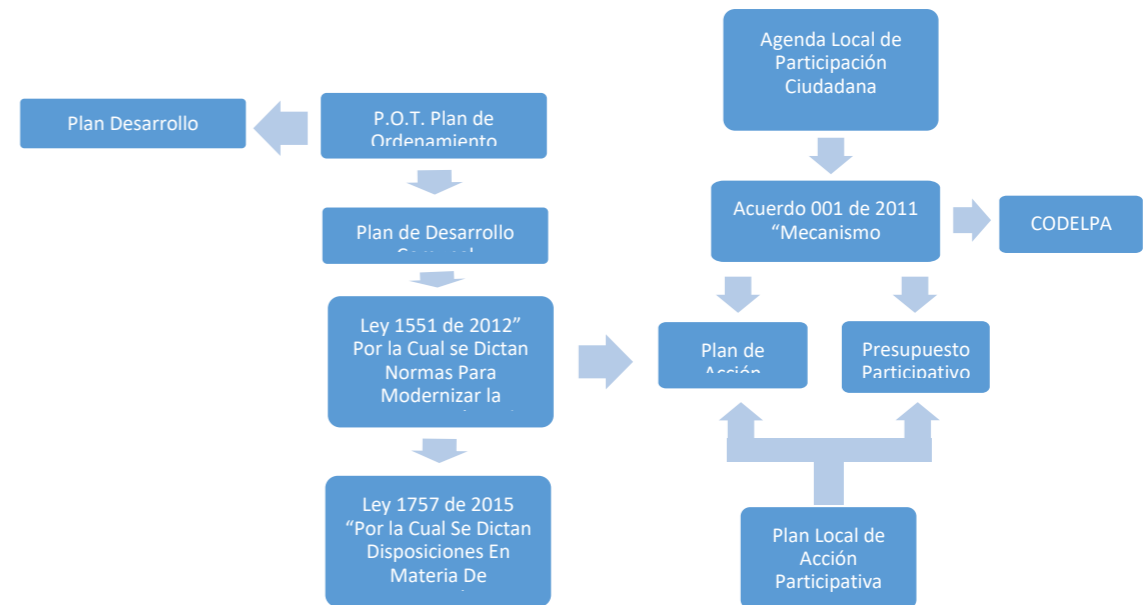 Agenda Local de
Participación
Ciudadana
Plan Desarrollo
P.O.T. Plan de
Ordenamiento
Plan de Desarrollo
Acuerdo 001 de 2011
“Mecanismo
CODELPA
Ley 1551 de 2012”
Por la Cual se Dictan
Normas Para
Modernizar la
Plan de
Acción
Presupuesto
Participativo
Ley 1757 de 2015
“Por la Cual Se Dictan
Disposiciones En
Materia De
Plan Local de
Acción
Participativa